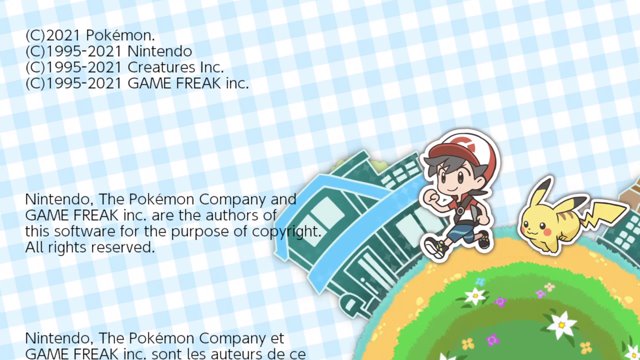 (C)2021 Pokémon.
(C)1995-2021 Nintendo
(C)1995-2021 Creatures Inc.
(C)1995-2021 GAME FREAK inc.
Nintendo, The Pokémon Company and
GAME FREAK inc. are the authors of
this software for the purpose of copyright.
All rights reserved.
Nintendo, The Pokémon Company et
GAME FREAK inc. sont les auteurs de ce